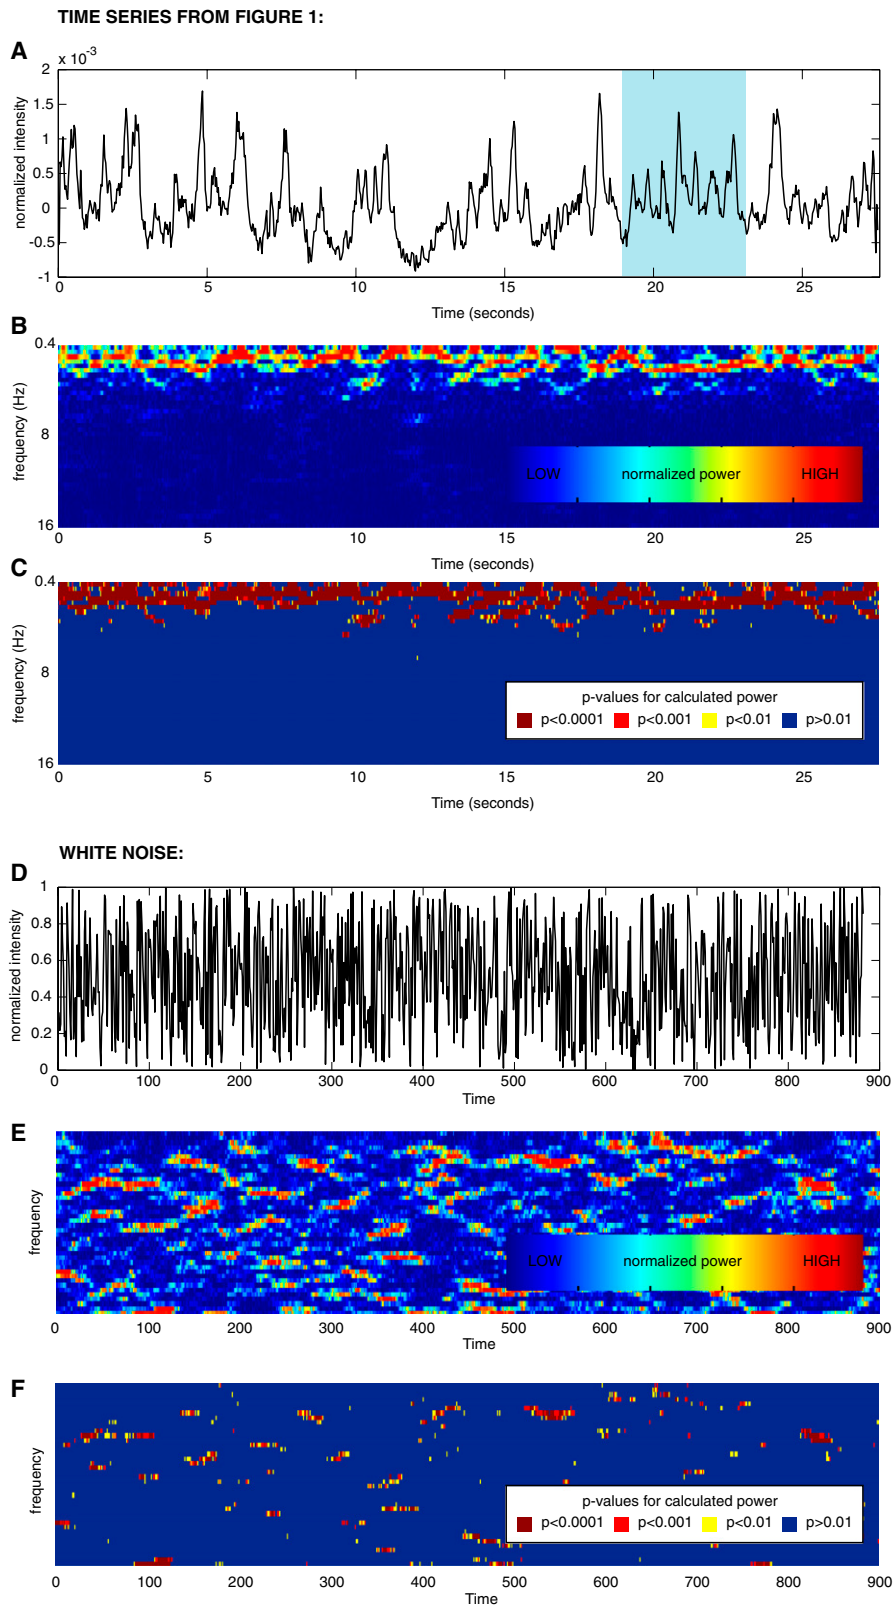 TIME SERIES FROM FIGURE 1:
A
x 10-3
2
1.5
1
0.5
0
-0.5
-1
normalized intensity
0 5 10 15 20 25
Time (seconds)
B
0.4
8
16
frequency (Hz)
LOW normalized power HIGH
0 5 10 15 20 25
Time (seconds)
C
0.4
8
16
frequency (Hz)
p-values for calculated power
p<0.0001 p<0.001 p<0.01 p>0.01
0 5 10 15 20 25
Time (seconds)
WHITE NOISE:
D
1
0.8
0.6
0.4
0.2
0
normalized intensity
0 100 200 300 400 500 600 700 800 900
Time
E
frequency
LOW normalized power HIGH
0 100 200 300 400 500 600 700 800 900
Time
F
frequency
p-values for calculated power
p<0.0001 p<0.001 p<0.01 p>0.01
0 100 200 300 400 500 600 700 800 900
Time